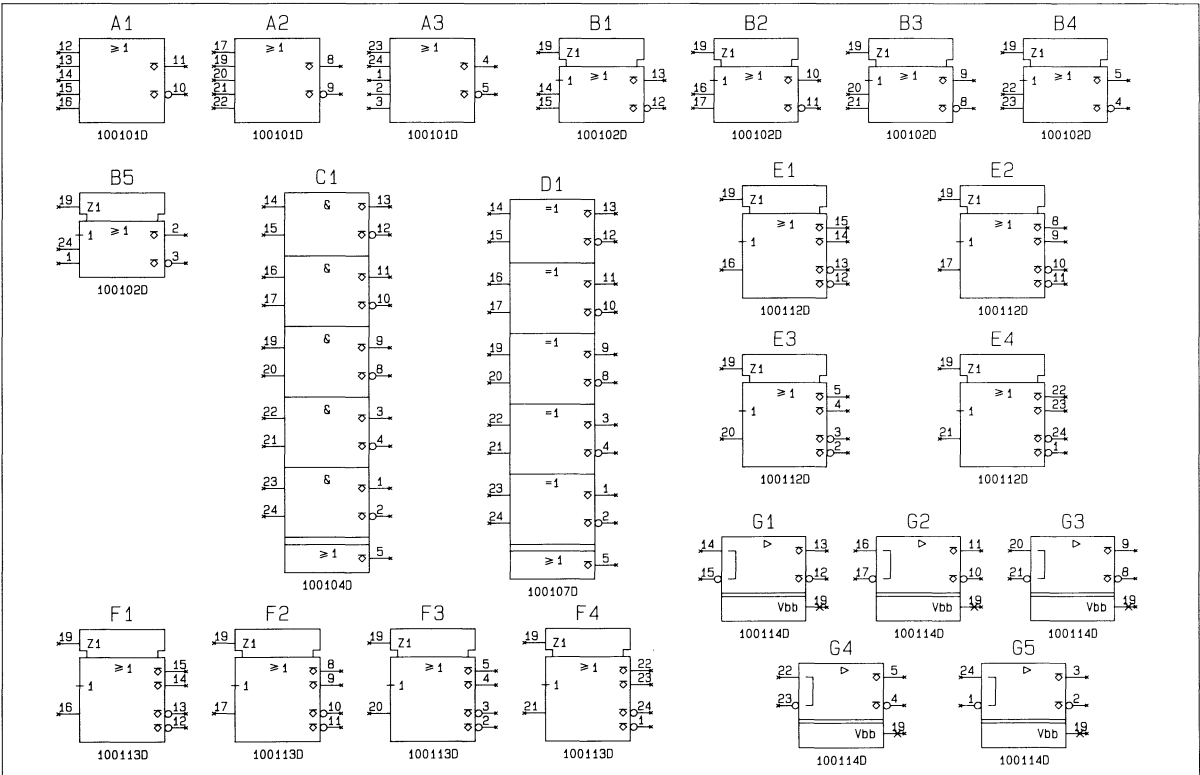 A1 A2 A3 B1 B2 B3 B4
12 ≥1
13 11
14
15 10
16
100101D
17 ≥1
19 8
20
21 9
22
100101D
23 ≥1
24 4
1
2 5
3
100101D
19 Z1
1 ≥1 13
14
15 12
100102D
19 Z1
1 ≥1 10
16
17 11
100102D
19 Z1
1 ≥1 9
20
21 8
100102D
19 Z1
1 ≥1 5
22
23 4
100102D
B5 C1 D1 E1 E2
19 Z1
1 ≥1 2
24
1 3
100102D
14 & 13
15 12
16 & 11
17 10
19 & 9
20 8
22 & 3
21 4
23 & 1
24 2
≥1 5
100104D
14 =1 13
15 12
16 =1 11
17 10
19 =1 9
20 8
22 =1 3
21 4
23 =1 1
24 2
≥1 5
100107D
19 Z1
≥1 15
1 14
16 13
12
100112D
19 Z1
≥1 8
1 9
17 10
11
100112D
E3 E4
19 Z1
≥1 5
1 4
20 3
2
100112D
19 Z1
≥1 22
1 23
21 24
1
100112D
G1 G2 G3
14 ▷ 13
15 12
Vbb 19
100114D
16 ▷ 11
17 10
Vbb 19
100114D
20 ▷ 9
21 8
Vbb 19
100114D
F1 F2 F3 F4
19 Z1
≥1 15
1 14
16 13
12
100113D
19 Z1
≥1 8
1 9
17 10
11
100113D
19 Z1
≥1 5
1 4
20 3
2
100113D
19 Z1
≥1 22
1 23
21 24
1
100113D
G4 G5
22 ▷ 5
23 4
Vbb 19
100114D
24 ▷ 3
1 2
Vbb 19
100114D